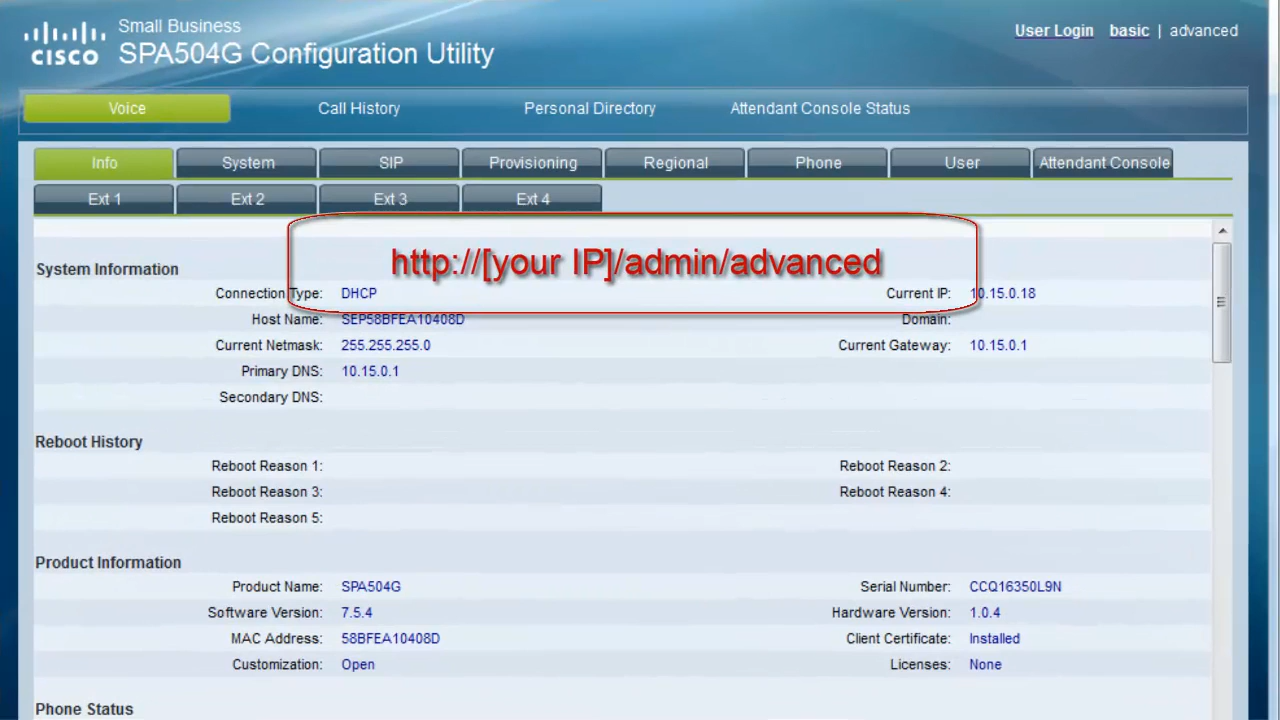 Small Business
CISCO SPA504G Configuration Utility
User Login basic | advanced
Voice Call History Personal Directory Attendant Console Status
Info System SIP Provisioning Regional Phone User Attendant Console
Ext 1 Ext 2 Ext 3 Ext 4
http://[your IP]/admin/advanced
System Information
Connection Type: DHCP Current IP: 10.15.0.18
Host Name: SEP58BFEA10408D Domain:
Current Netmask: 255.255.255.0 Current Gateway: 10.15.0.1
Primary DNS: 10.15.0.1
Secondary DNS:
Reboot History
Reboot Reason 1: Reboot Reason 2:
Reboot Reason 3: Reboot Reason 4:
Reboot Reason 5:
Product Information
Product Name: SPA504G Serial Number: CCQ16350L9N
Software Version: 7.5.4 Hardware Version: 1.0.4
MAC Address: 58BFEA10408D Client Certificate: Installed
Customization: Open Licenses: None
Phone Status